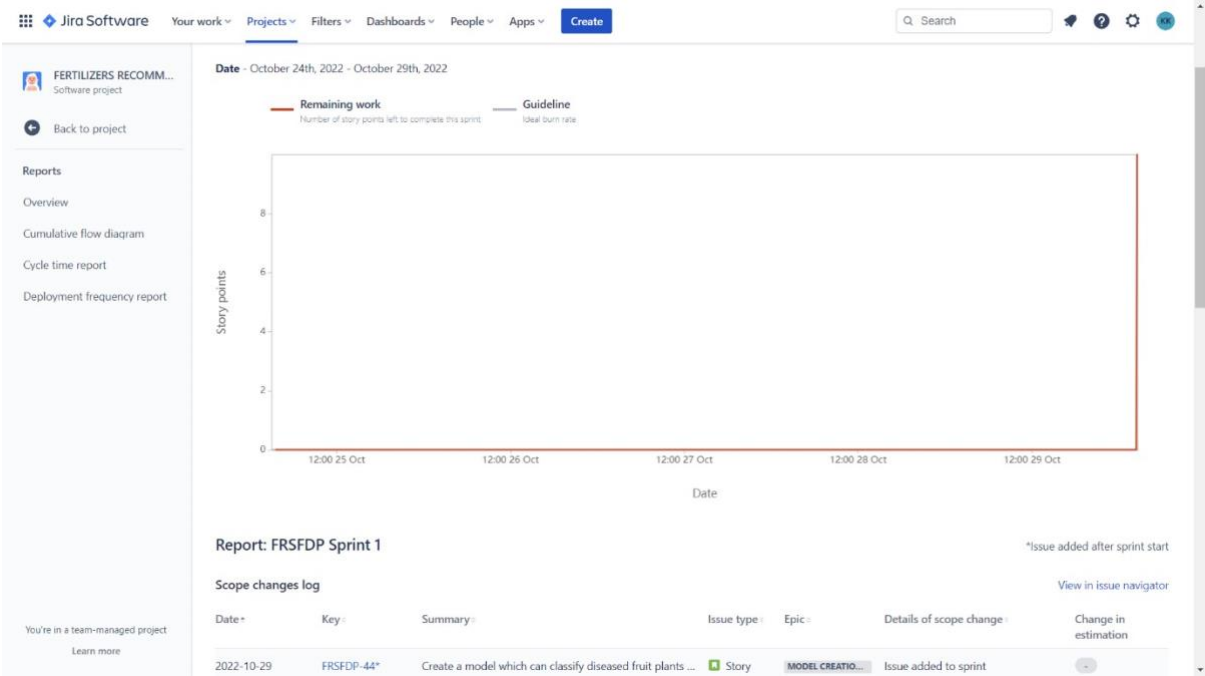 Jira Software Your work Projects Filters Dashboards People Apps Create Search KK
FERTILIZERS RECOMM...
Software project
Back to project
Reports
Overview
Cumulative flow diagram
Cycle time report
Deployment frequency report
You're in a team-managed project
Learn more
Date - October 24th, 2022 - October 29th, 2022
Remaining work
Number of story points left to complete this sprint
Guideline
Ideal burn rate
Story points
8
6
4
2
0
12:00 25 Oct 12:00 26 Oct 12:00 27 Oct 12:00 28 Oct 12:00 29 Oct
Date
Report: FRSFDP Sprint 1
*Issue added after sprint start
Scope changes log
View in issue navigator
Date Key Summary Issue type Epic Details of scope change Change in
estimation
2022-10-29 FRSFDP-44* Create a model which can classify diseased fruit plants ... Story MODEL CREATIO... Issue added to sprint -